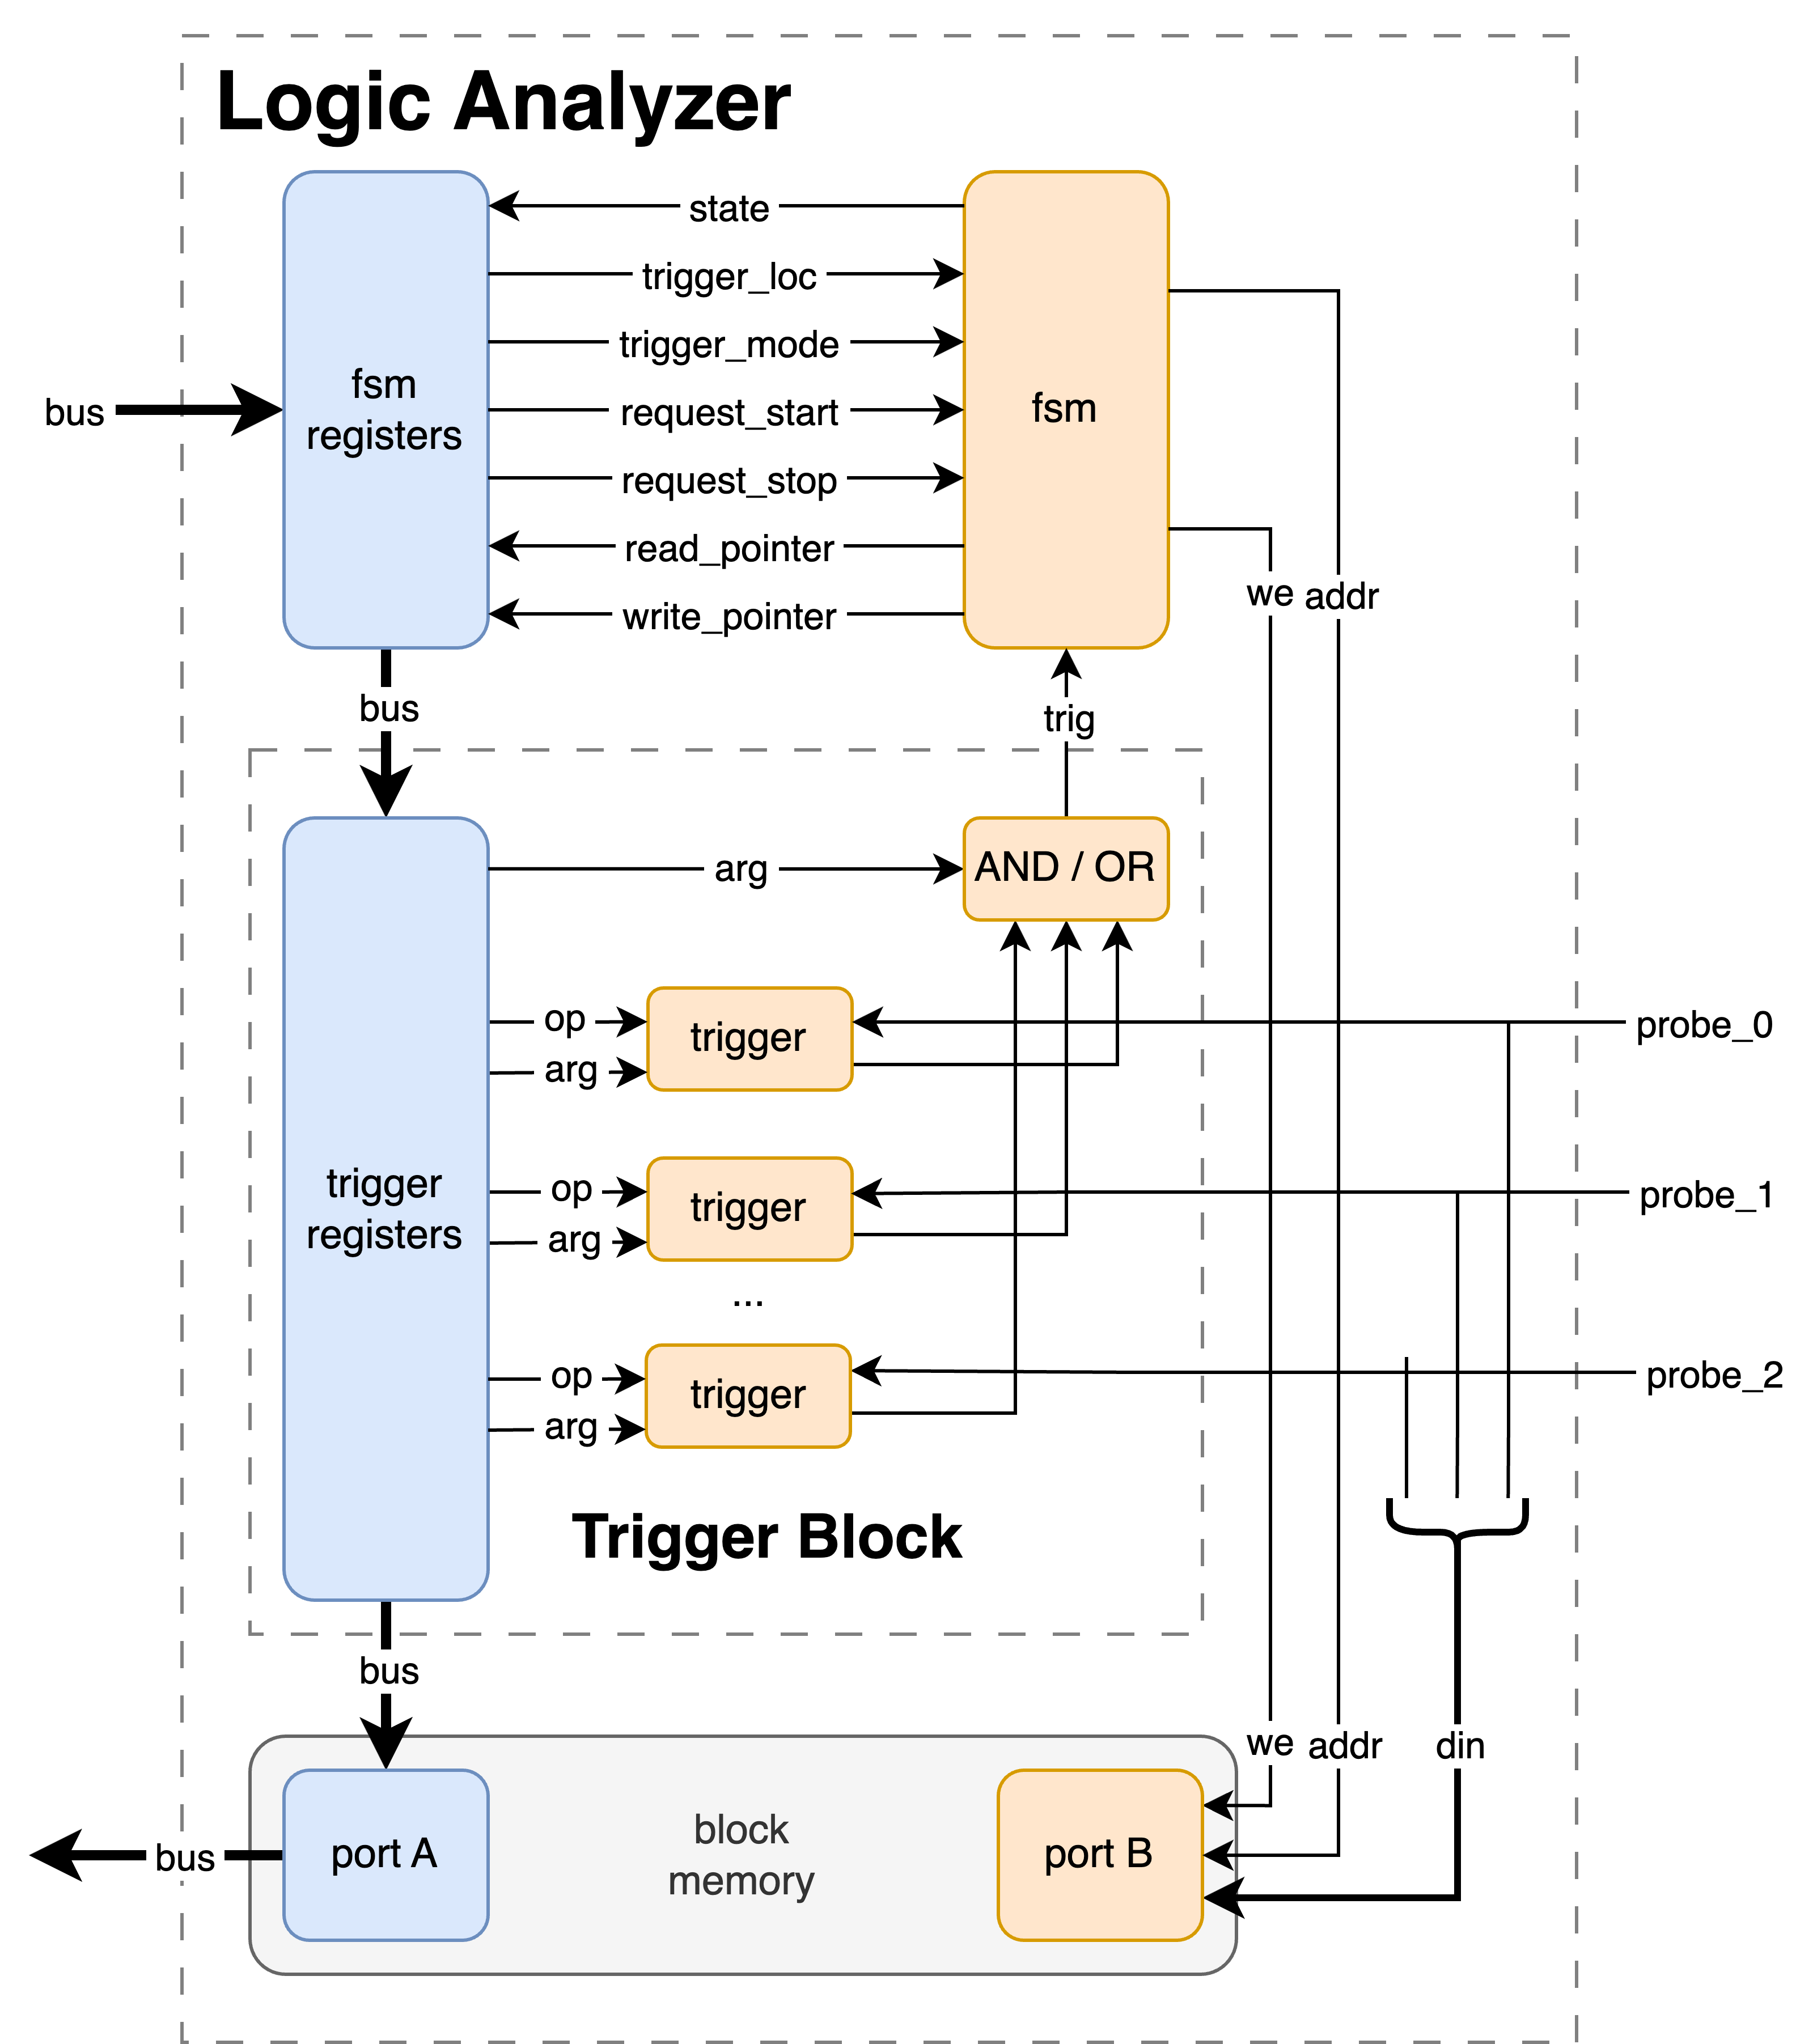 Logic Analyzer
state
trigger_loc
trigger_mode
request_start
request_stop
read_pointer
write_pointer
fsm
registers
fsm
bus
we
addr
bus
trig
arg
AND / OR
op
arg
trigger
probe_0
op
arg
trigger
probe_1
trigger
registers
...
op
arg
trigger
probe_2
Trigger Block
bus
we
addr
din
port A
block
memory
port B
bus